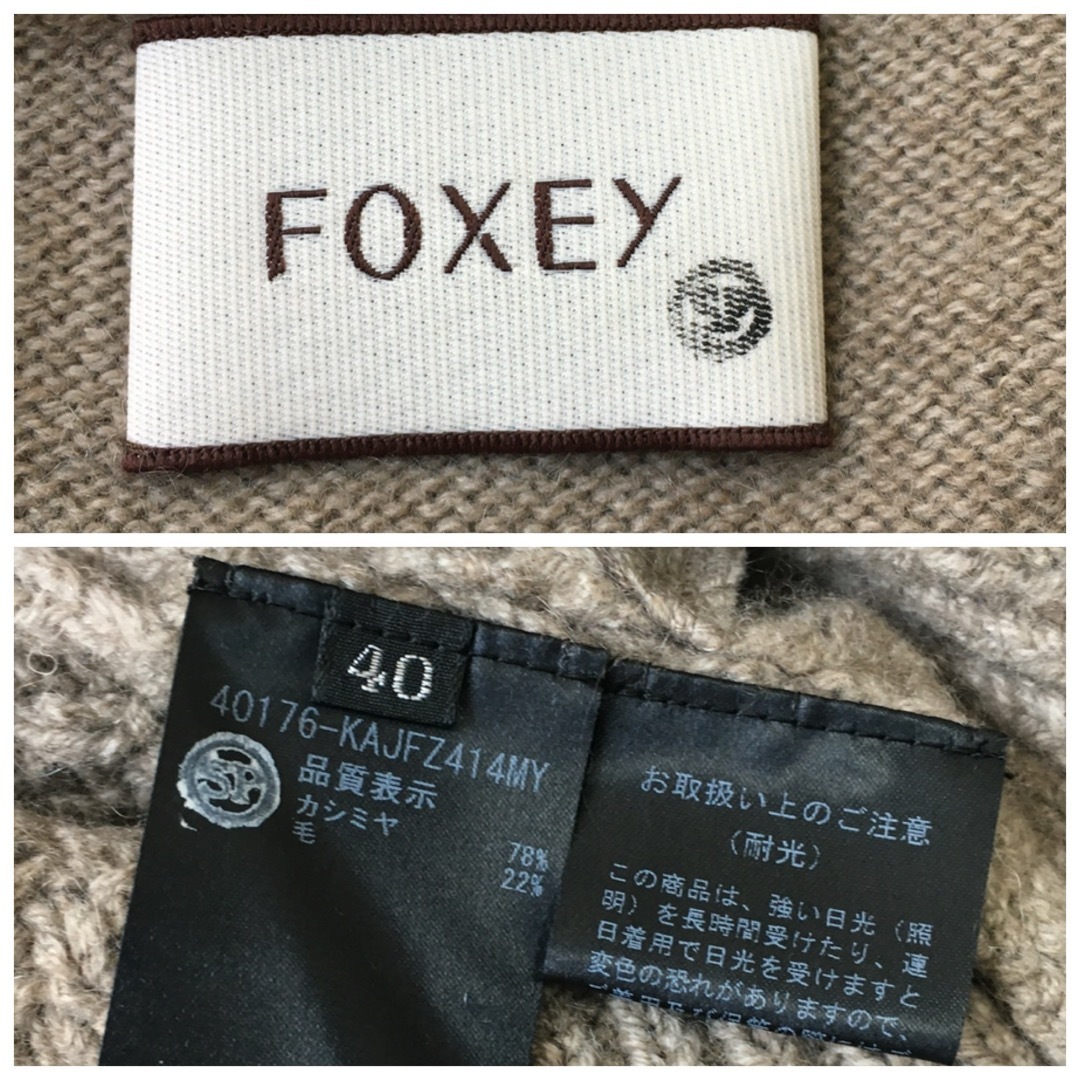 FOXEY
40
40176-KAJFZ414MY
品質表示
カシミヤ 78%
毛 22%
お取扱い上のご注意
(耐光)
この商品は、強い日光(照
明)を長時間受けたり、連
日着用で日光を受けますと
変色の恐れがありますので、